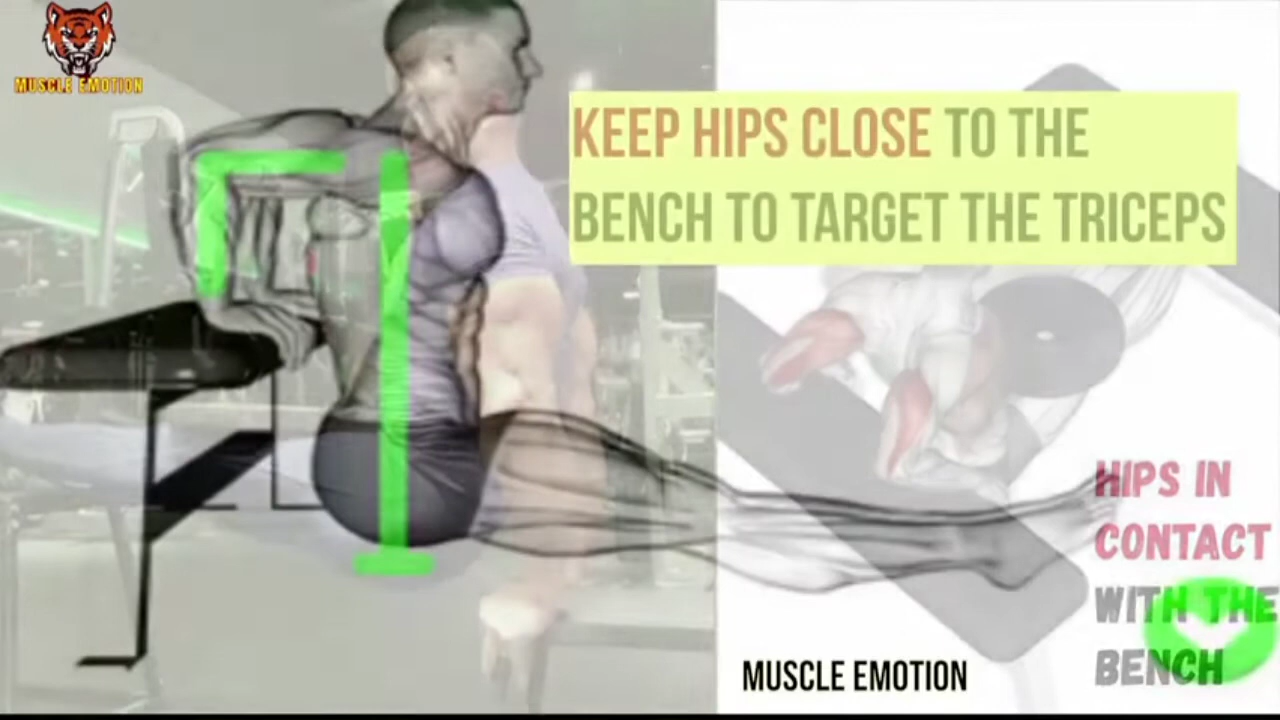 MUSCLE EMOTION
KEEP HIPS CLOSE TO THE
BENCH TO TARGET THE TRICEPS
HIPS IN
CONTACT
WITH THE
BENCH
MUSCLE EMOTION